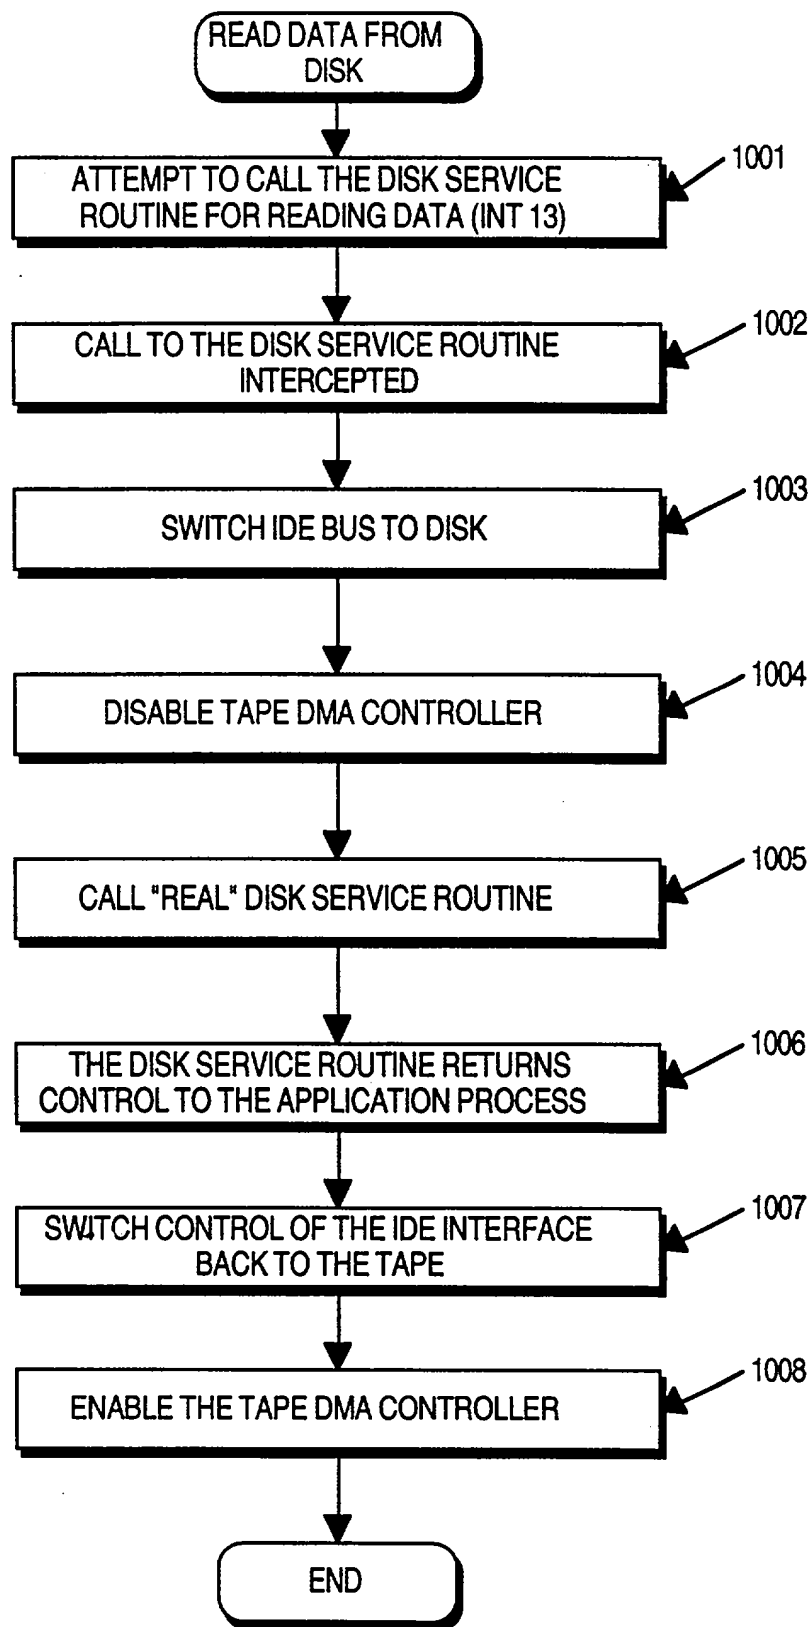 READ DATA FROM
DISK
1001
ATTEMPT TO CALL THE DISK SERVICE
ROUTINE FOR READING DATA (INT 13)
1002
CALL TO THE DISK SERVICE ROUTINE
INTERCEPTED
1003
SWITCH IDE BUS TO DISK
1004
DISABLE TAPE DMA CONTROLLER
1005
CALL "REAL" DISK SERVICE ROUTINE
1006
THE DISK SERVICE ROUTINE RETURNS
CONTROL TO THE APPLICATION PROCESS
1007
SWITCH CONTROL OF THE IDE INTERFACE
BACK TO THE TAPE
1008
ENABLE THE TAPE DMA CONTROLLER
END